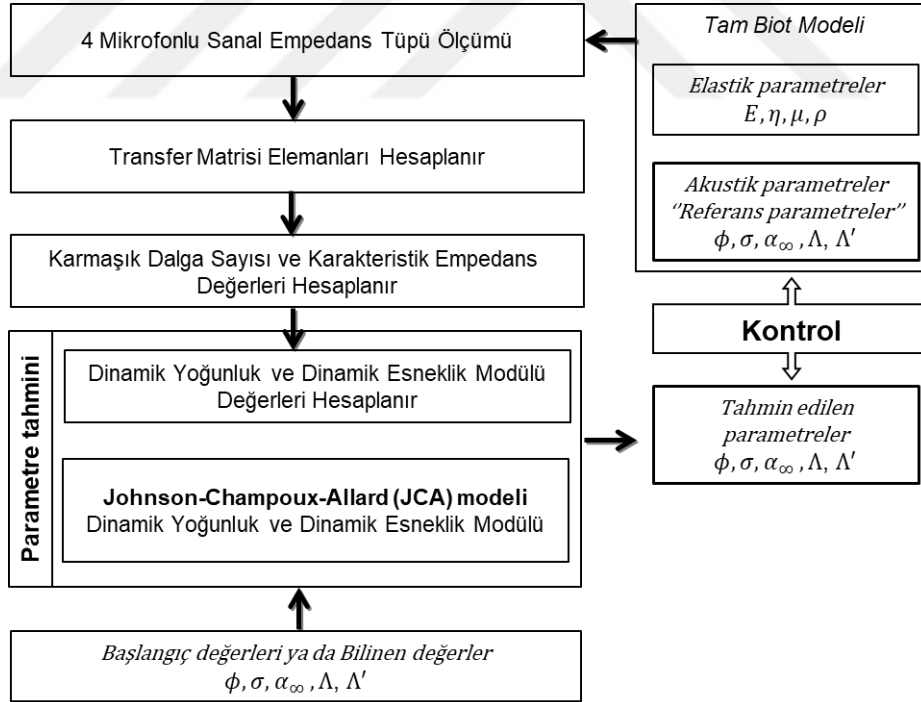 4 Mikrofonlu Sanal Empedans Tüpü Ölçümü
Transfer Matrisi Elemanları Hesaplanır
Karmaşık Dalga Sayısı ve Karakteristik Empedans
Değerleri Hesaplanır
Parametre tahmini
Dinamik Yoğunluk ve Dinamik Esneklik Modülü
Değerleri Hesaplanır
Johnson-Champoux-Allard (JCA) modeli
Dinamik Yoğunluk ve Dinamik Esneklik Modülü
Başlangıç değerleri ya da Bilinen değerler
ϕ, σ, α∞, Λ, Λ′
Tam Biot Modeli
Elastik parametreler
E, η, μ, ρ
Akustik parametreler
‘’Referans parametreler’’
ϕ, σ, α∞, Λ, Λ′
Kontrol
Tahmin edilen
parametreler
ϕ, σ, α∞, Λ, Λ′